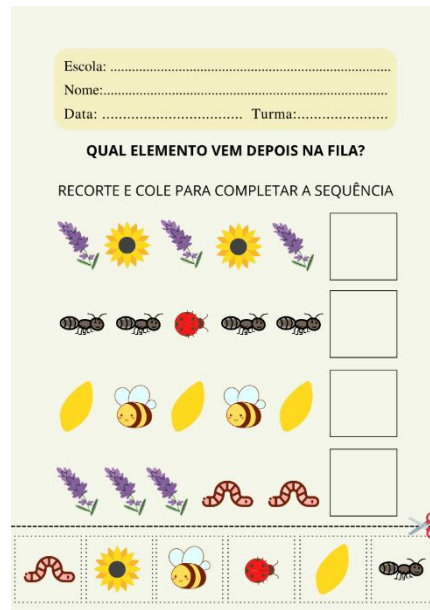 Escola: ................................................................................
Nome:................................................................................
Data: .................................. Turma:......................
QUAL ELEMENTO VEM DEPOIS NA FILA?
RECORTE E COLE PARA COMPLETAR A SEQUÊNCIA